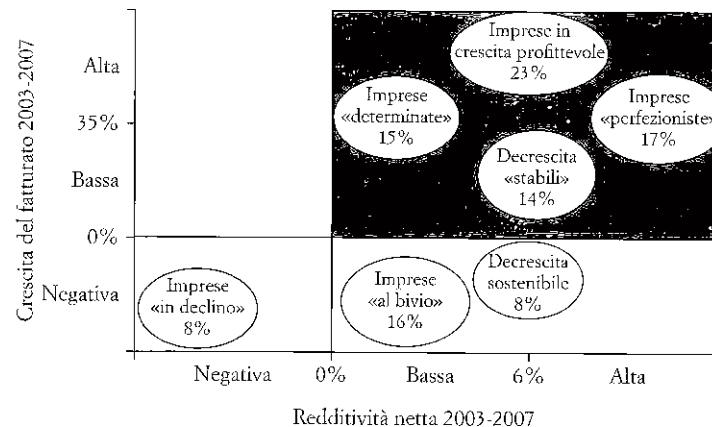 Crescita del fatturato 2003-2007
Alta
35%
Bassa
0%
Negativa
Imprese in
crescita profittevole
23%
Imprese
«determinate»
15%
Imprese
«perfezioniste»
17%
Decrescita
«stabili»
14%
Imprese
«in declino»
8%
Imprese
«al bivio»
16%
Decrescita
sostenibile
8%
Negativa
0%
Bassa
6%
Alta
Redditività netta 2003-2007